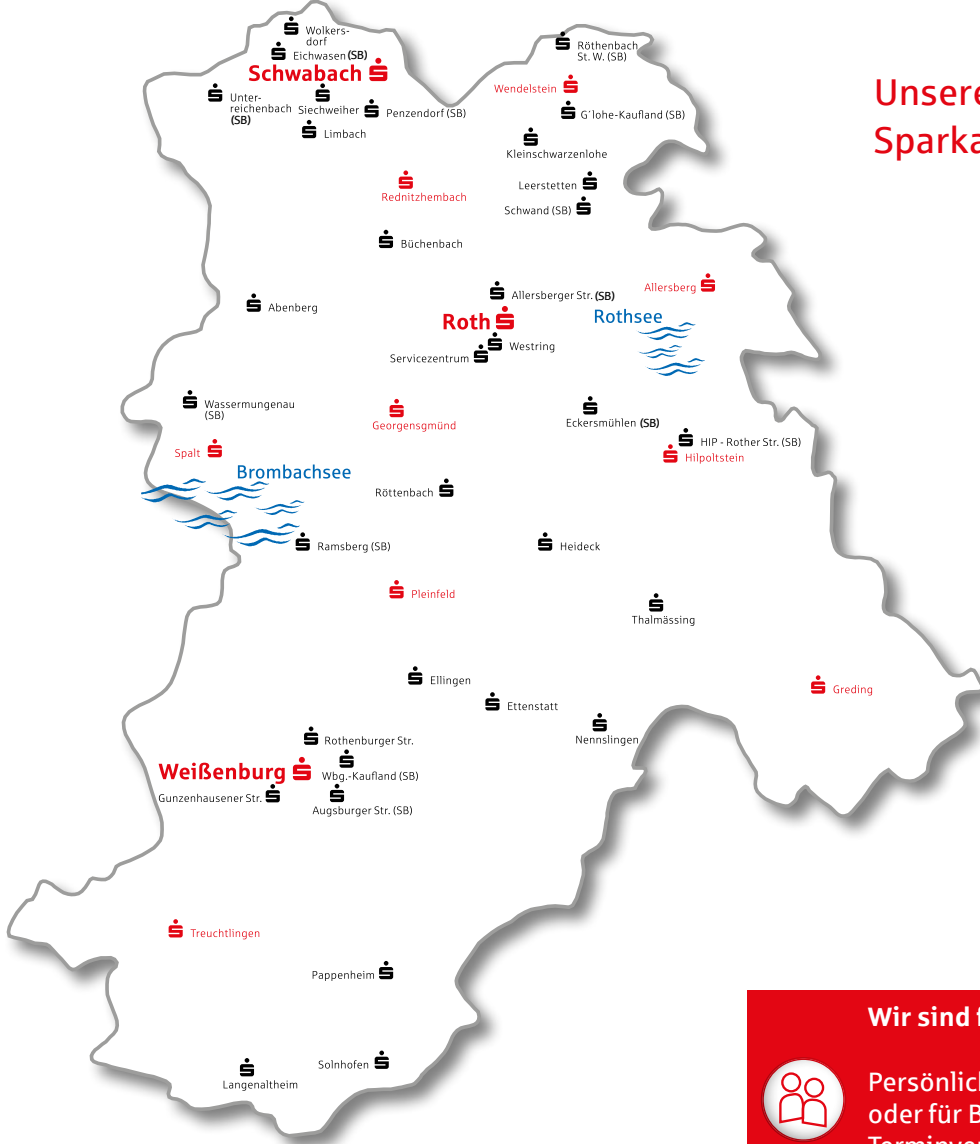 Wolkers-
dorf
Eichwasen (SB)
Schwabach
Unter-
reichenbach
(SB)
Siechweiher
Penzendorf (SB)
Limbach
Röthenbach
St. W. (SB)
Wendelstein
G´lohe-Kaufland (SB)
Kleinschwarzenlohe
Leerstetten
Schwand (SB)
Unsere
Sparka
Rednitzhembach
Büchenbach
Abenberg
Allersberger Str. (SB)
Allersberg
Roth
Rothsee
Westring
Servicezentrum
Wassermungenau
(SB)
Georgensgmünd
Eckersmühlen (SB)
HIP - Rother Str. (SB)
Hilpoltstein
Spalt
Brombachsee
Röttenbach
Ramsberg (SB)
Heideck
Pleinfeld
Thalmässing
Ellingen
Ettenstatt
Greding
Nennslingen
Rothenburger Str.
Weißenburg
Wbg.-Kaufland (SB)
Gunzenhausener Str.
Augsburger Str. (SB)
Treuchtlingen
Pappenheim
Solnhofen
Langenaltheim
Wir sind f
Persönlich
oder für B